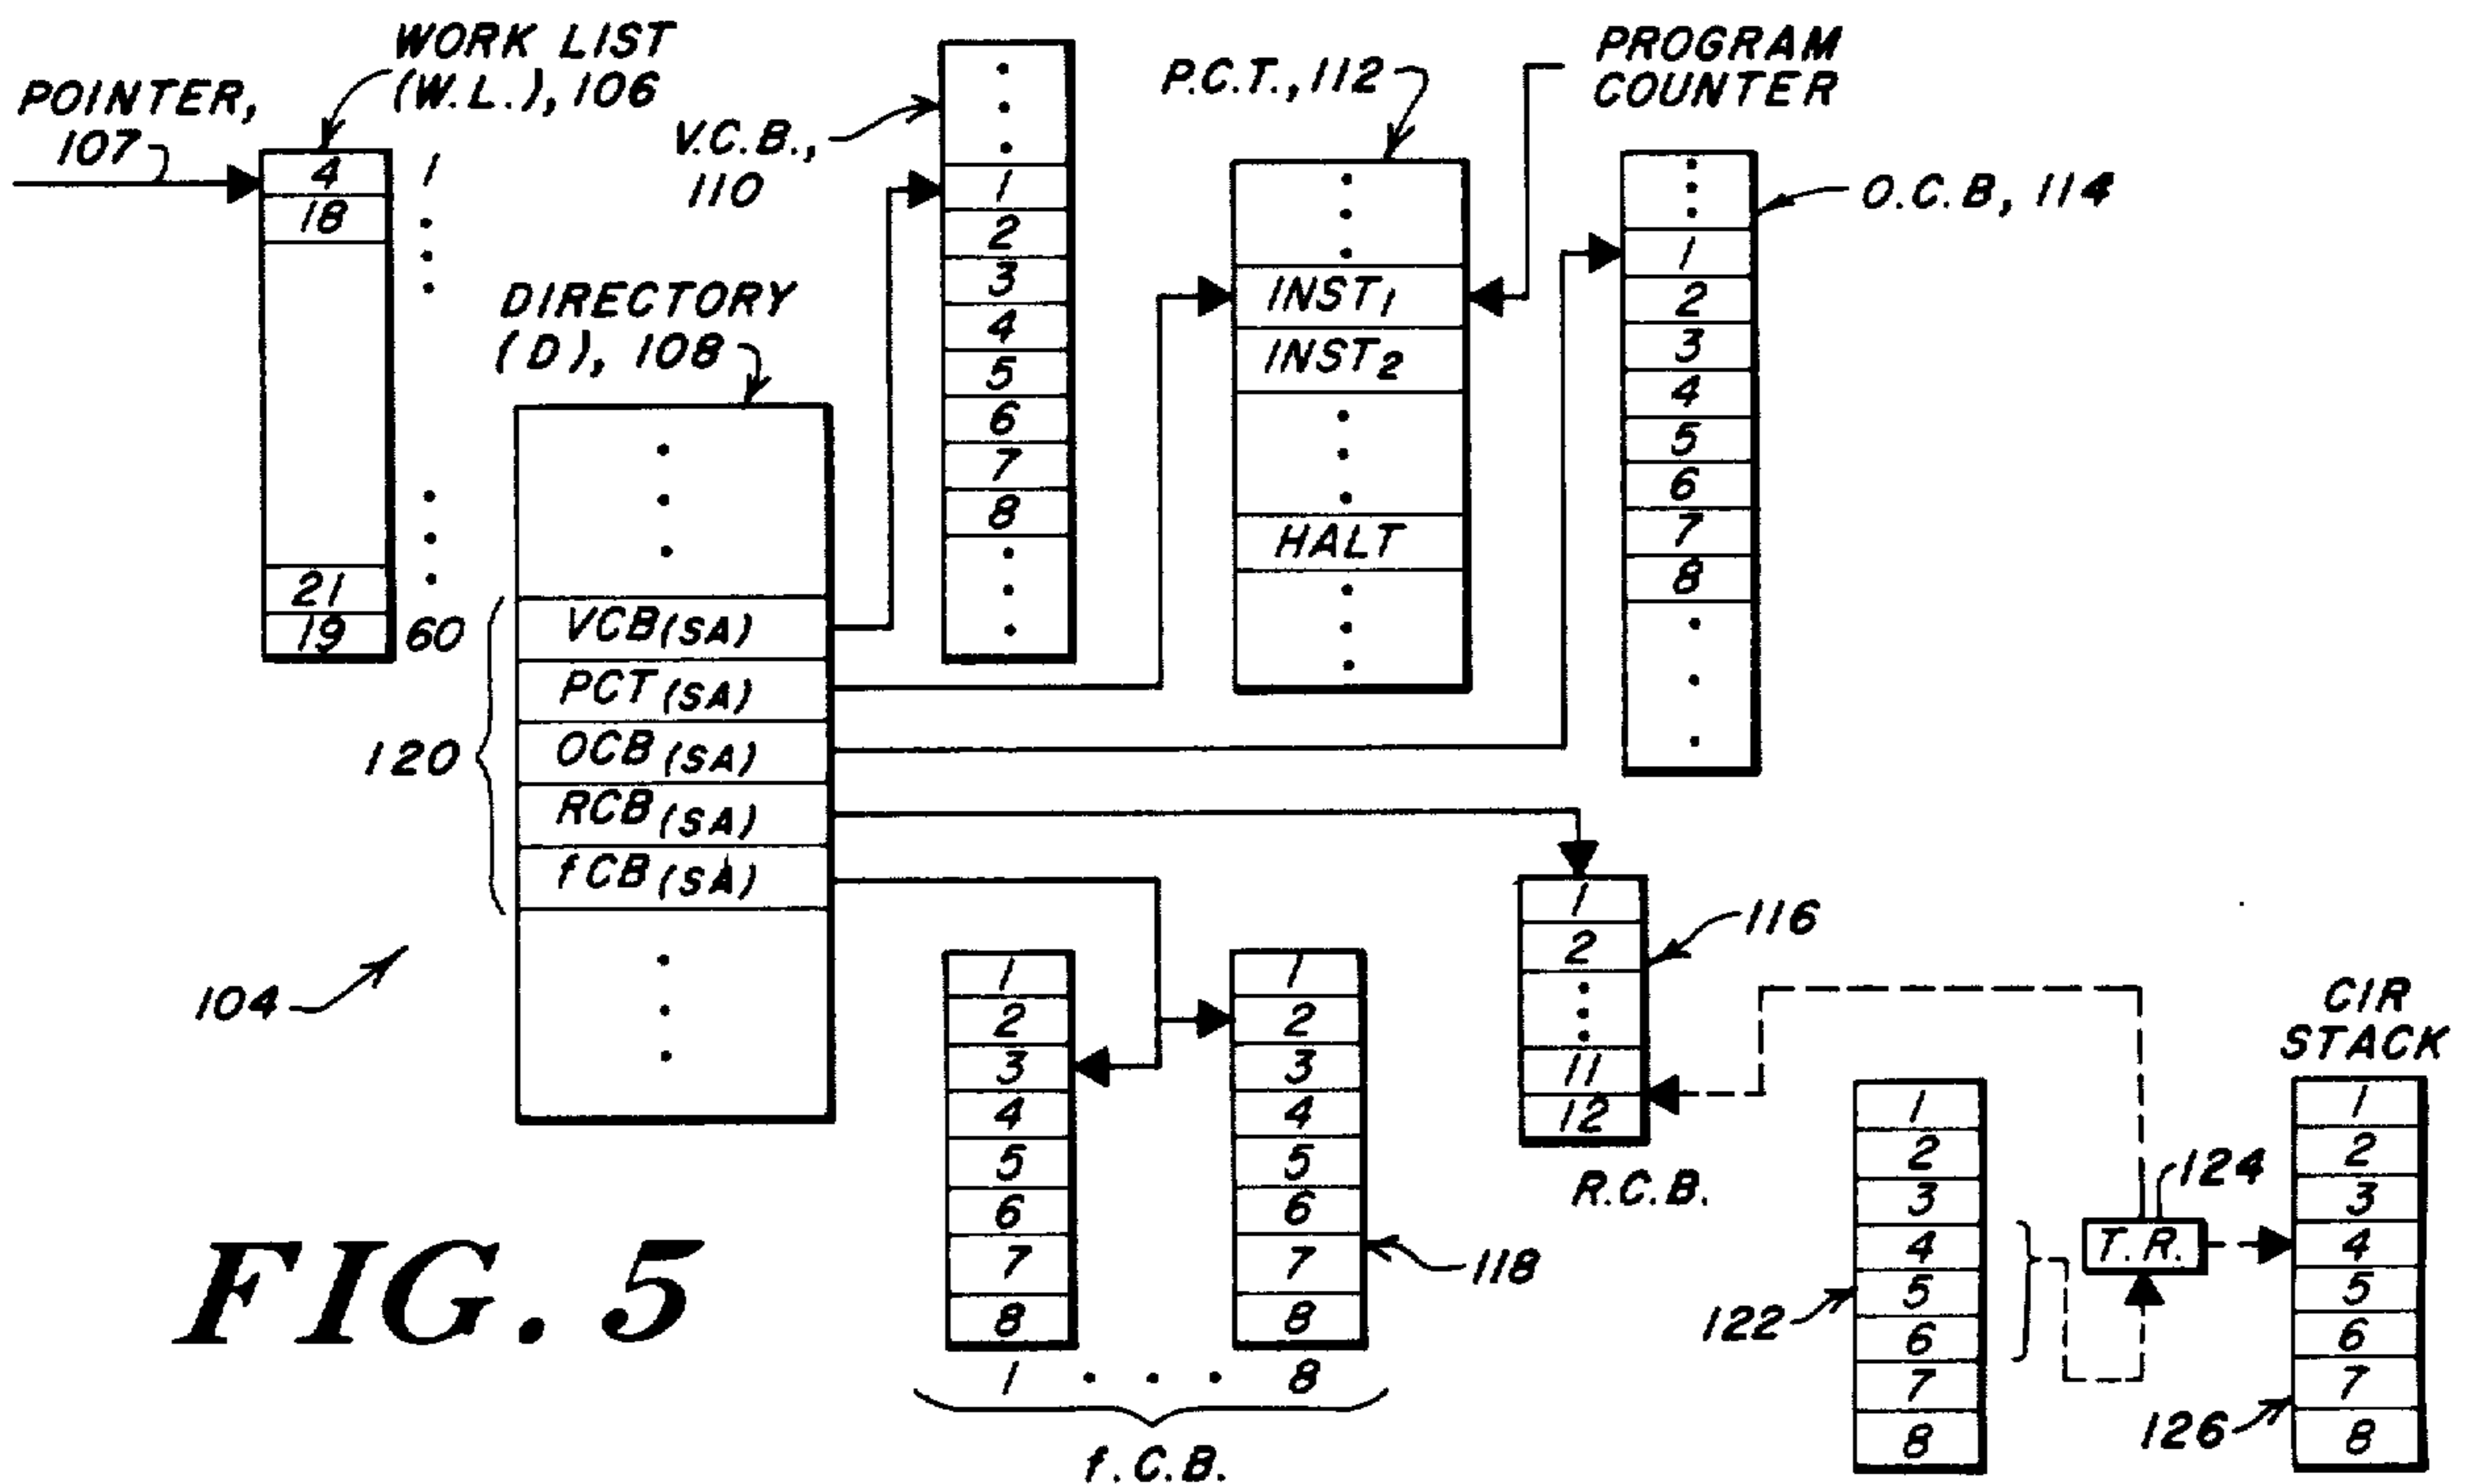 WORK LIST
(W.L.), 106
POINTER,
107
4
18
21
19
1
60
DIRECTORY
(D), 108
VCB(SA)
PCT(SA)
OCB(SA)
RCB(SA)
fCB(SA)
120
104
V.C.B.,
110
1
2
3
4
5
6
7
8
P.C.T., 112
INST1
INST2
HALT
PROGRAM
COUNTER
O.C.B, 114
1
2
3
4
5
6
7
8
1
2
3
4
5
6
7
8
1
1
2
3
4
5
6
7
8
8
118
f.C.B.
1
2
11
12
116
R.C.B.
1
2
3
4
5
6
7
8
122
T.R.
124
CIR
STACK
1
2
3
4
5
6
7
8
126
FIG. 5